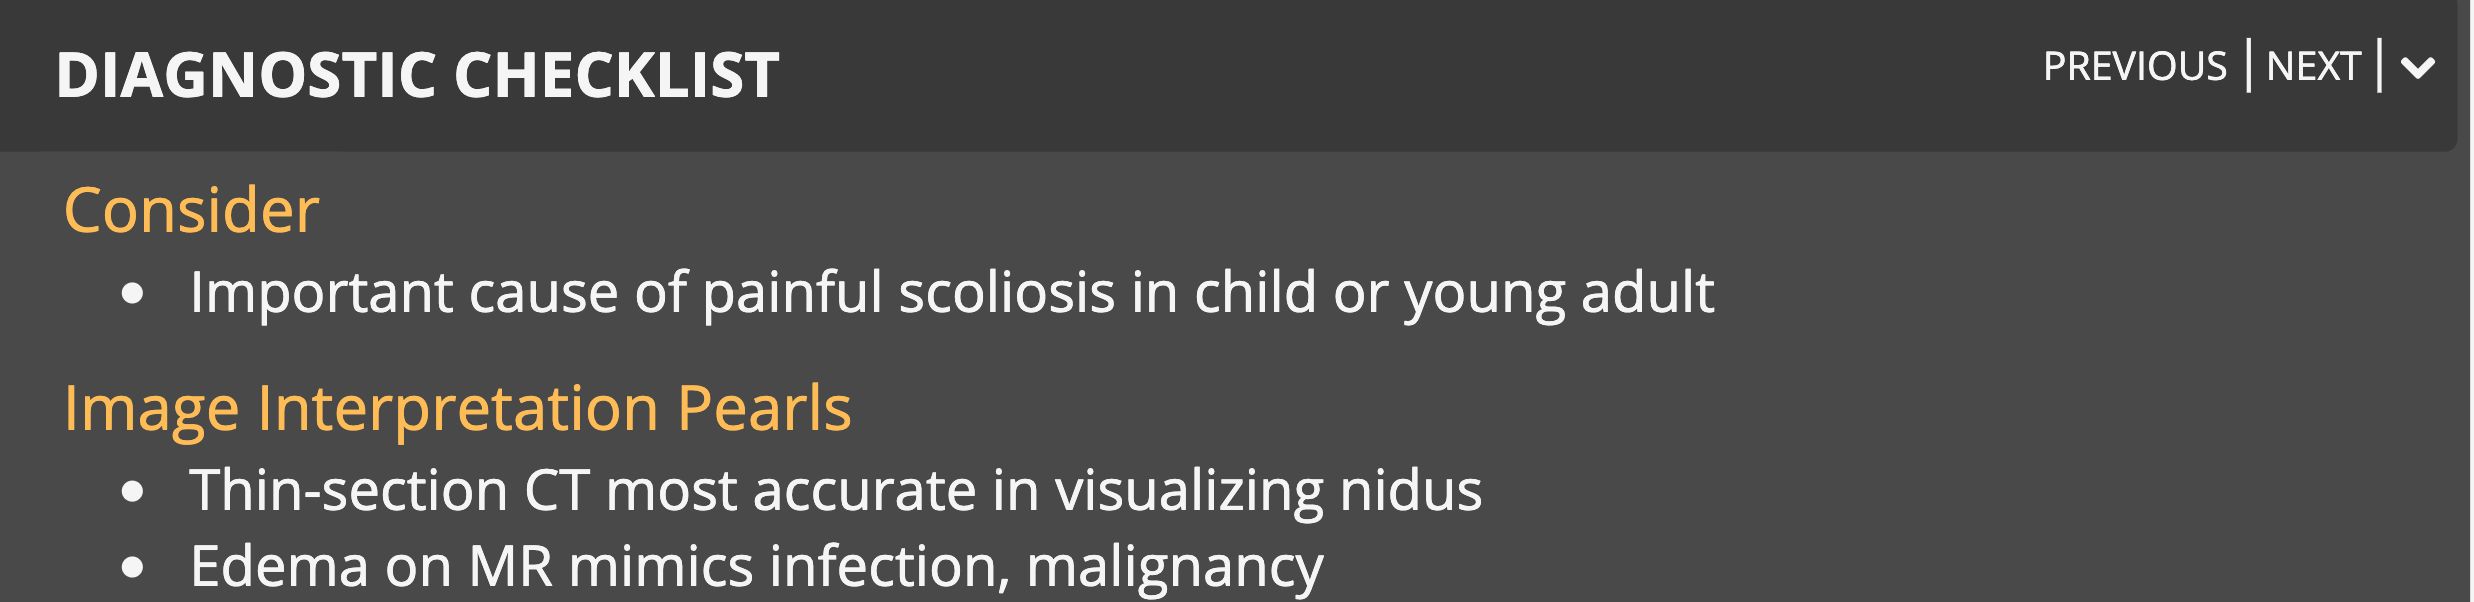 DIAGNOSTIC CHECKLIST
PREVIOUS | NEXT |
Consider
• Important cause of painful scoliosis in child or young adult
Image Interpretation Pearls
• Thin-section CT most accurate in visualizing nidus
• Edema on MR mimics infection, malignancy